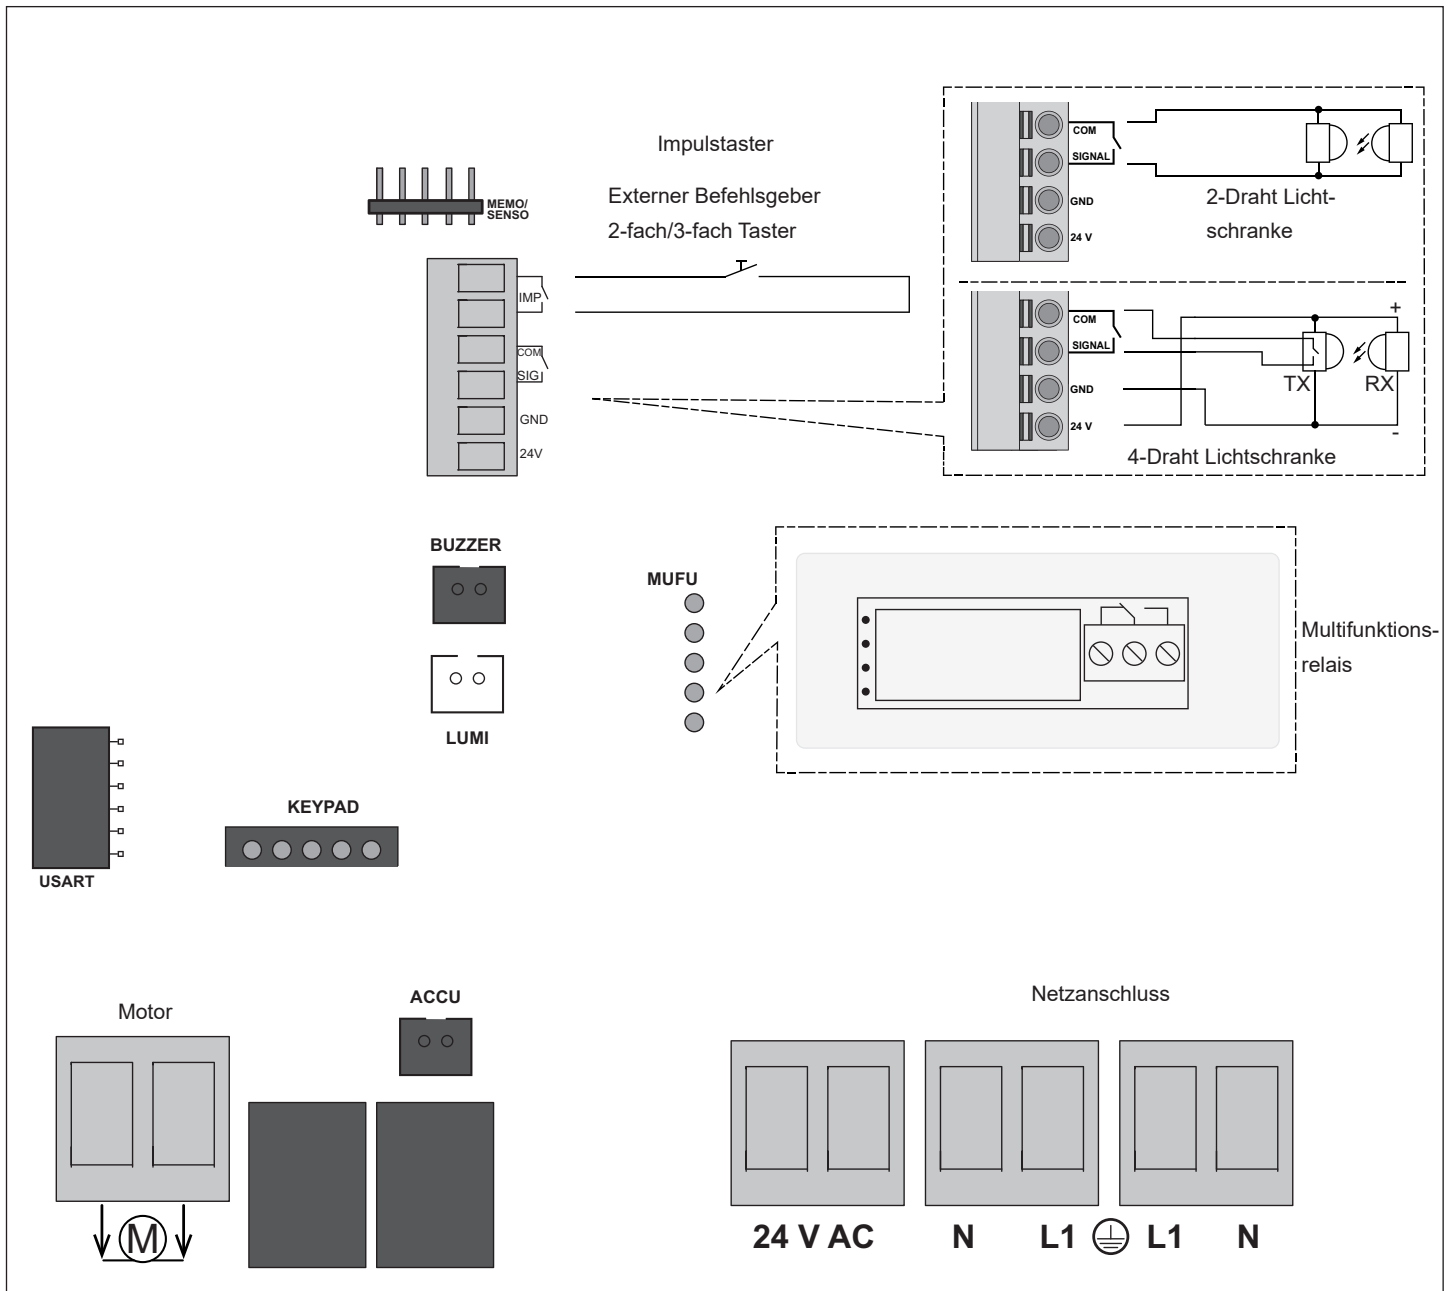 Impulstaster
Externer Befehlsgeber
2-fach/3-fach Taster
MEMO/
SENSO
IMP
COM
SIG
GND
24V
COM
SIGNAL
GND
24 V
2-Draht Licht-
schranke
COM
SIGNAL
GND
24 V
+
TX
RX
-
4-Draht Lichtschranke
BUZZER
LUMI
MUFU
Multifunktions-
relais
USART
KEYPAD
Motor
M
ACCU
Netzanschluss
24 V AC
N
L1
L1
N